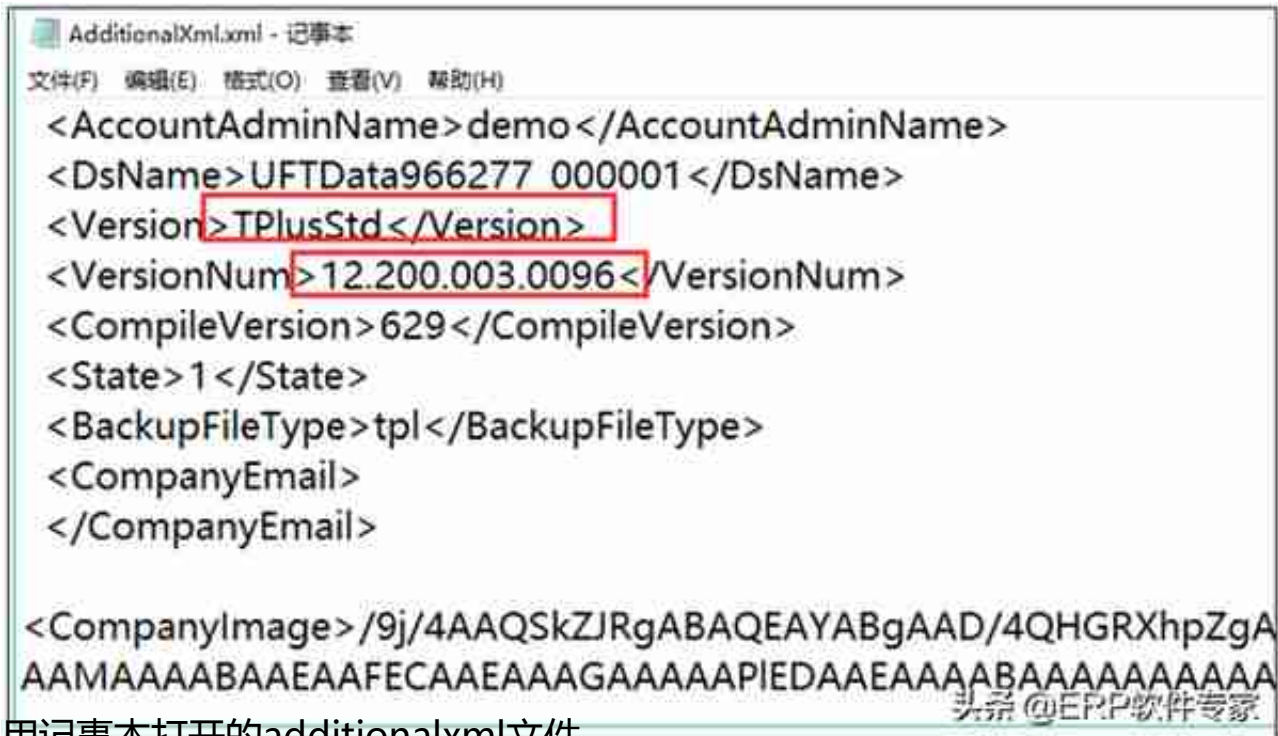 AdditionalXml.xml - 记事本
文件(F) 编辑(E) 格式(O) 查看(V) 帮助(H)
<AccountAdminName>demo</AccountAdminName>
<DsName>UFTData966277_000001</DsName>
<Version>TPlusStd</Version>
<VersionNum>12.200.003.0096</VersionNum>
<CompileVersion>629</CompileVersion>
<State>1</State>
<BackupFileType>tpl</BackupFileType>
<CompanyEmail>
</CompanyEmail>
<CompanyImage>/9j/4AAQSkZJRgABAQEAYABgAAD/4QHGRXhpZgA
AAMAAAABAAEAAFECAAEAAAGAAAAAPlEDAAEAAAABAAAAAAAAAA
头条 @ERP软件专家
用记事本打开的additionalxml文件